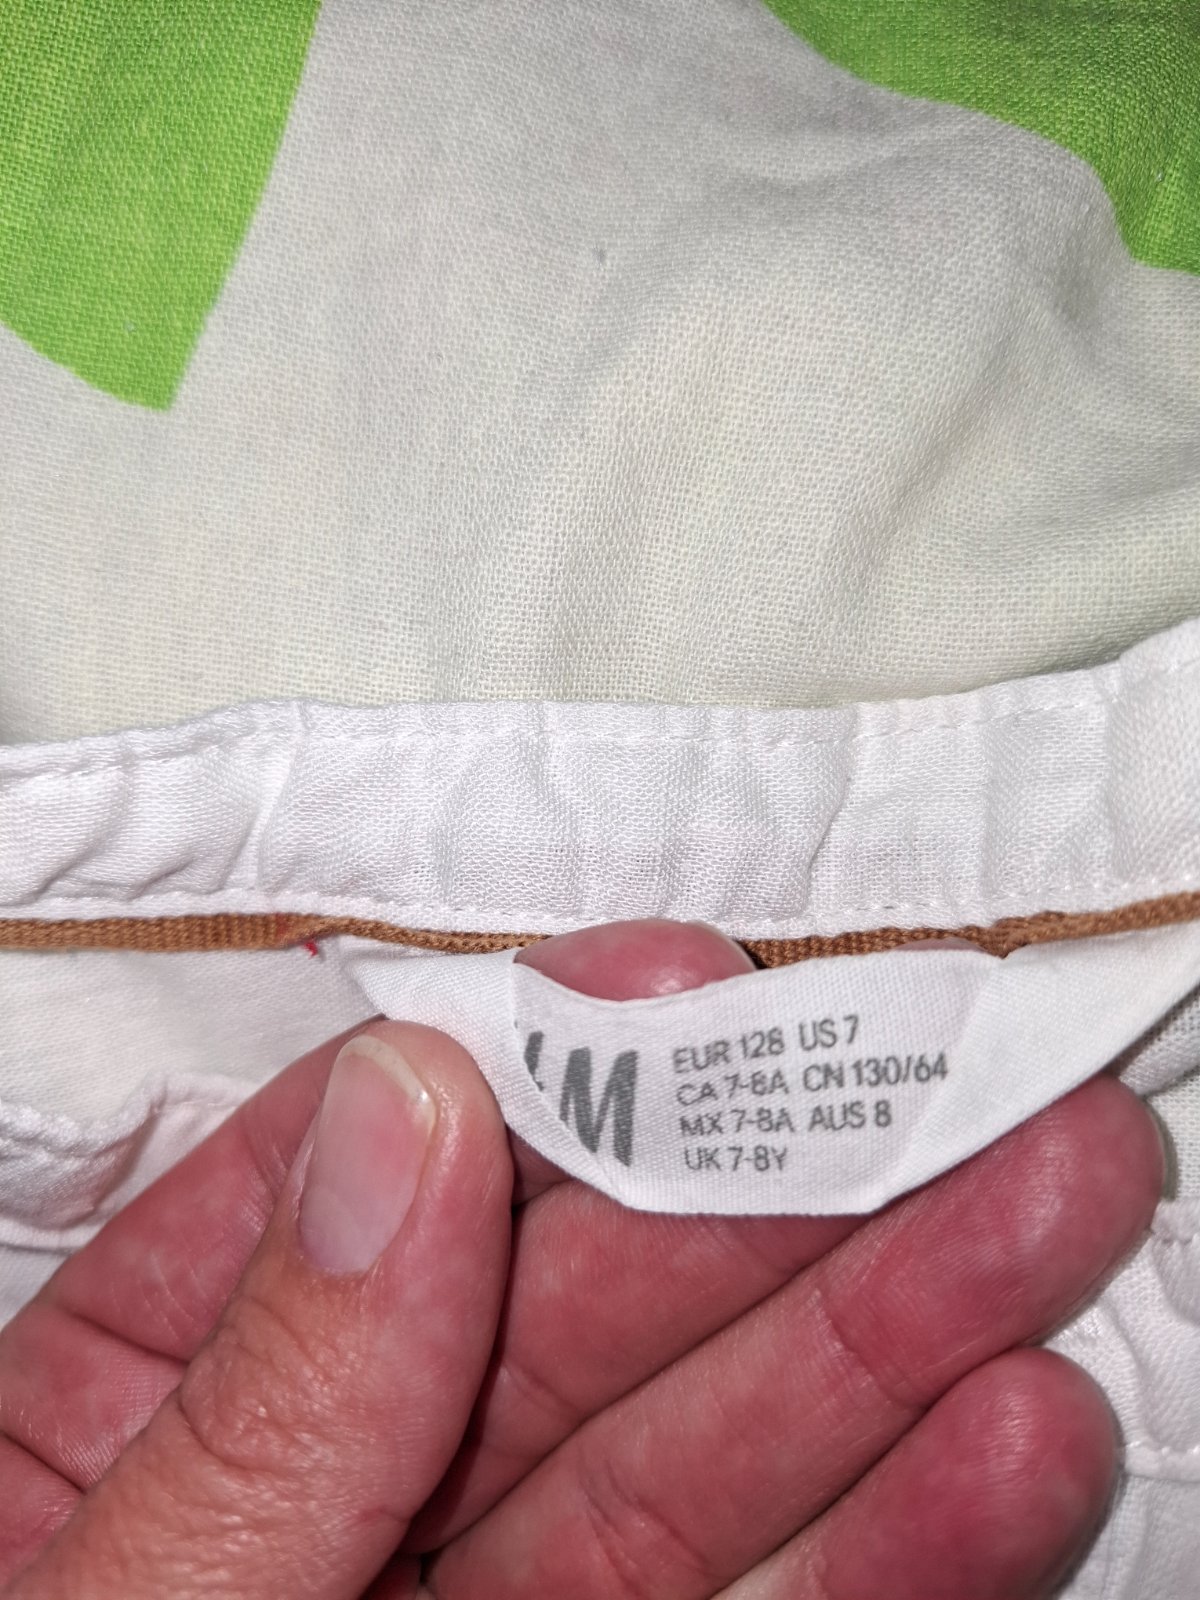 M
EUR 128 US 7
CA 7-8A CN 130/64
MX 7-8A AUS 8
UK 7-8Y